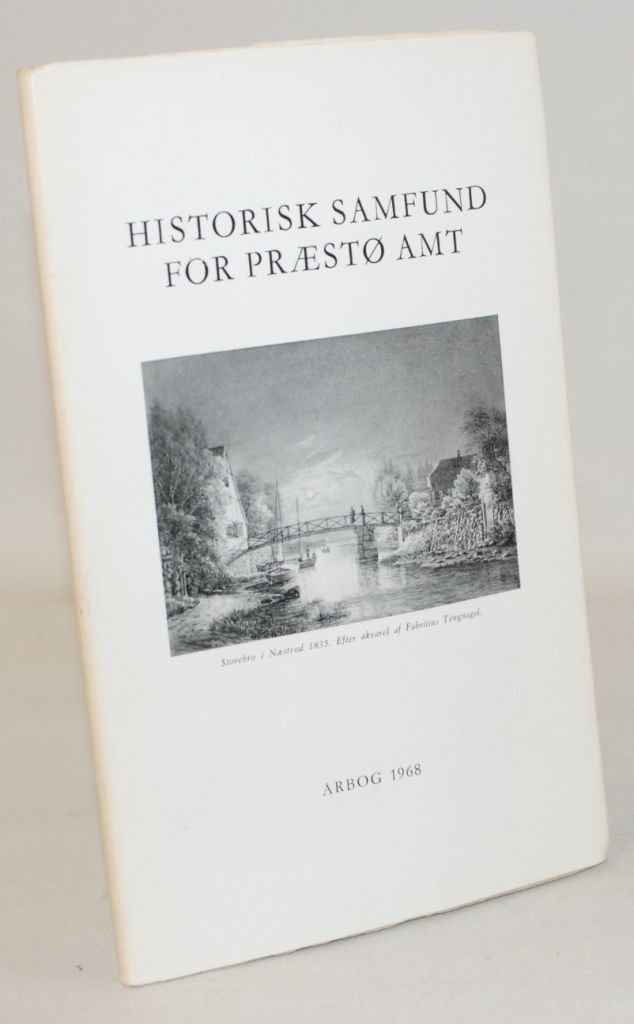 HISTORISK SAMFUND
FOR PRÆSTØ AMT
Storebro i Næstved 1835. Efter akvarel af Fabritius Tengnagel.
ÅRBOG 1968